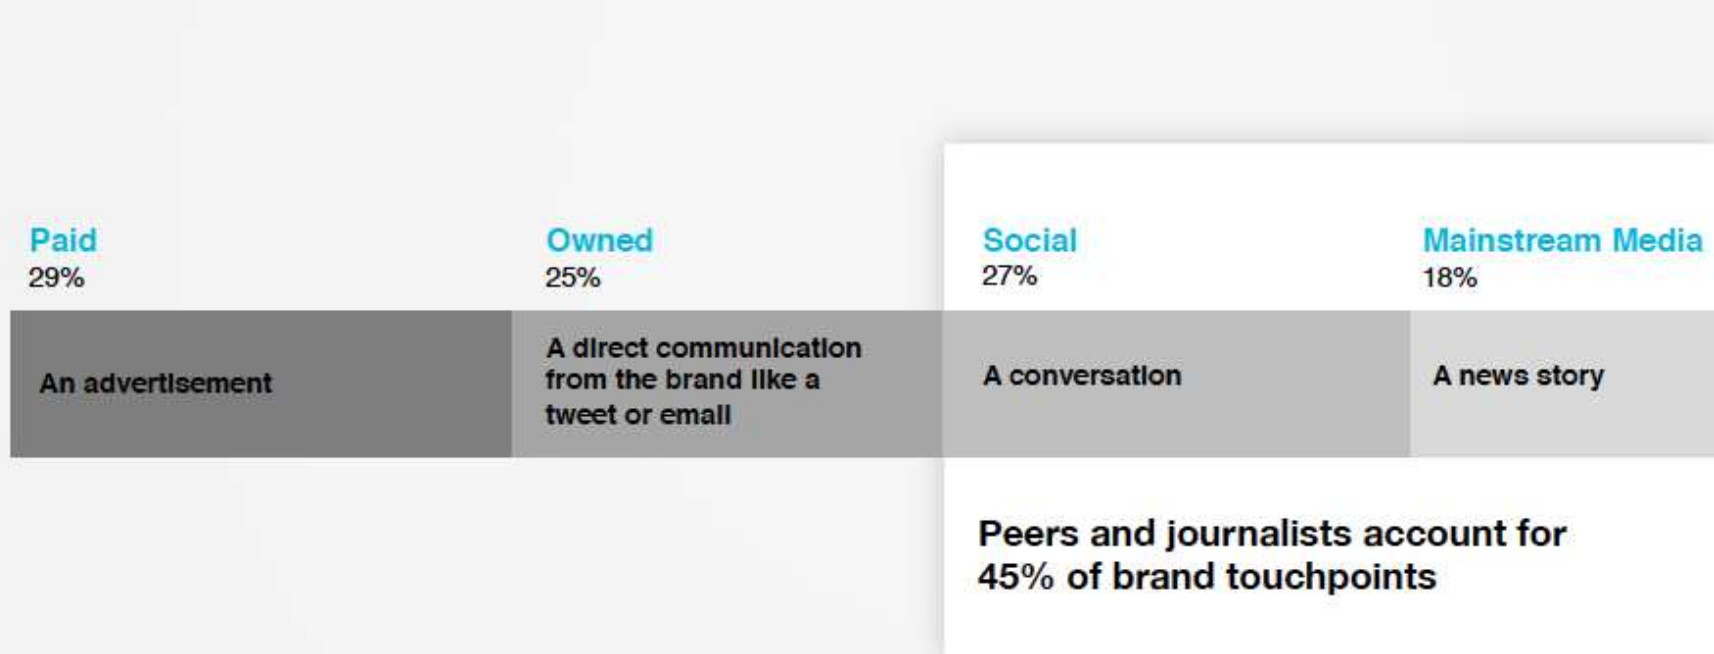 Paid
29%
An advertisement
Owned
25%
A direct communication
from the brand like a
tweet or email
Social
27%
A conversation
Mainstream Media
18%
A news story
Peers and journalists account for
45% of brand touchpoints